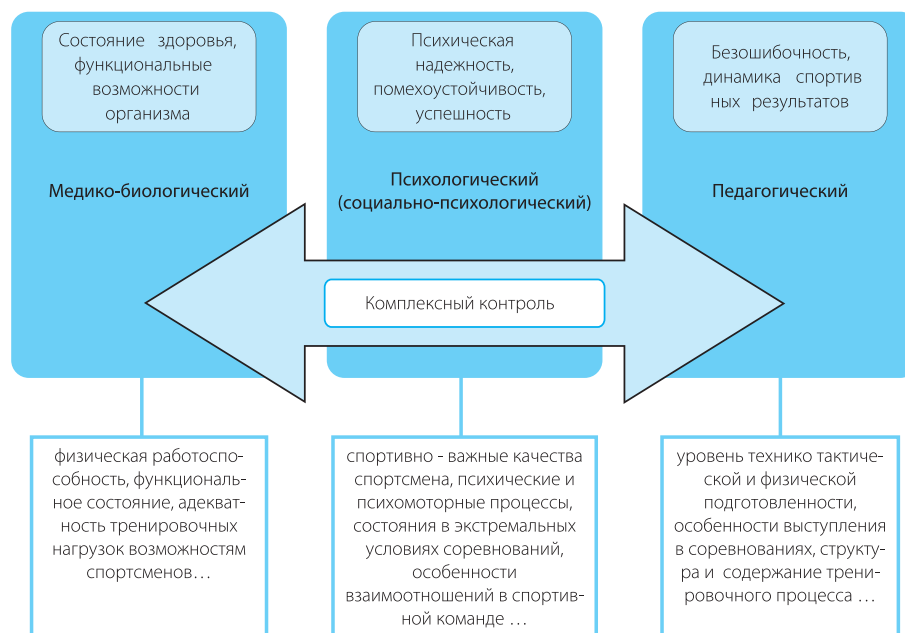 Состояние здоровья,
функциональные
возможности
организма
Психическая
надежность,
помехоустойчивость,
успешность
Безошибочность,
динамика спортив
ных результатов
Медико-биологический
Психологический
(социально-психологический)
Педагогический
Комплексный контроль
физическая работоспо-
собность, функциональ-
ное состояние, адекват-
ность тренировочных
нагрузок возможностям
спортсменов…
спортивно - важные качества
спортсмена, психические и
психомоторные процессы,
состояния в экстремальных
условиях соревнований,
особенности
взаимоотношений в спортив-
ной команде …
уровень технико тактиче-
ской и физической
подготовленности,
особенности выступления
в соревнованиях, структу-
ра и содержание трени-
ровочного процесса …